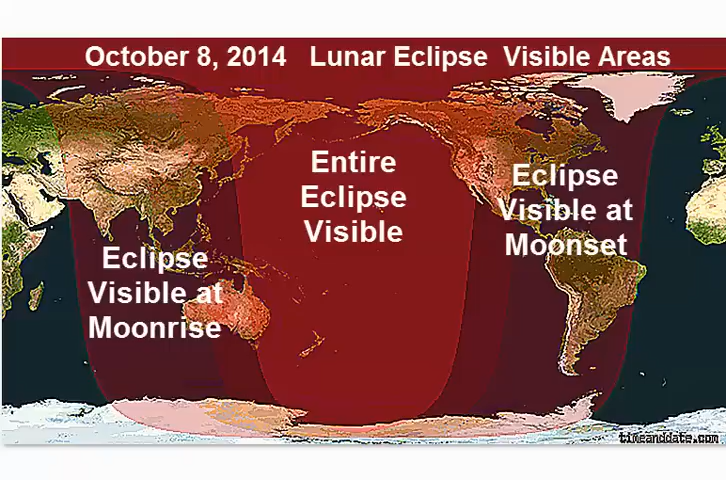 October 8, 2014 Lunar Eclipse Visible Areas
Entire
Eclipse
Visible
Eclipse
Visible at
Moonset
Eclipse
Visible at
Moonrise
timeanddate.com